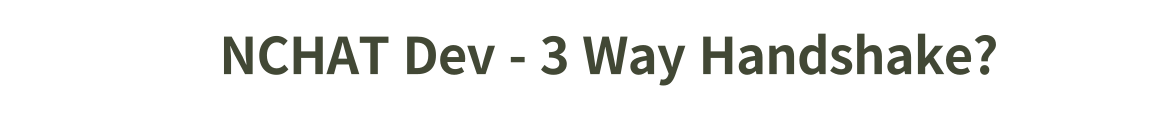 NCHAT Dev - 3 Way Handshake?